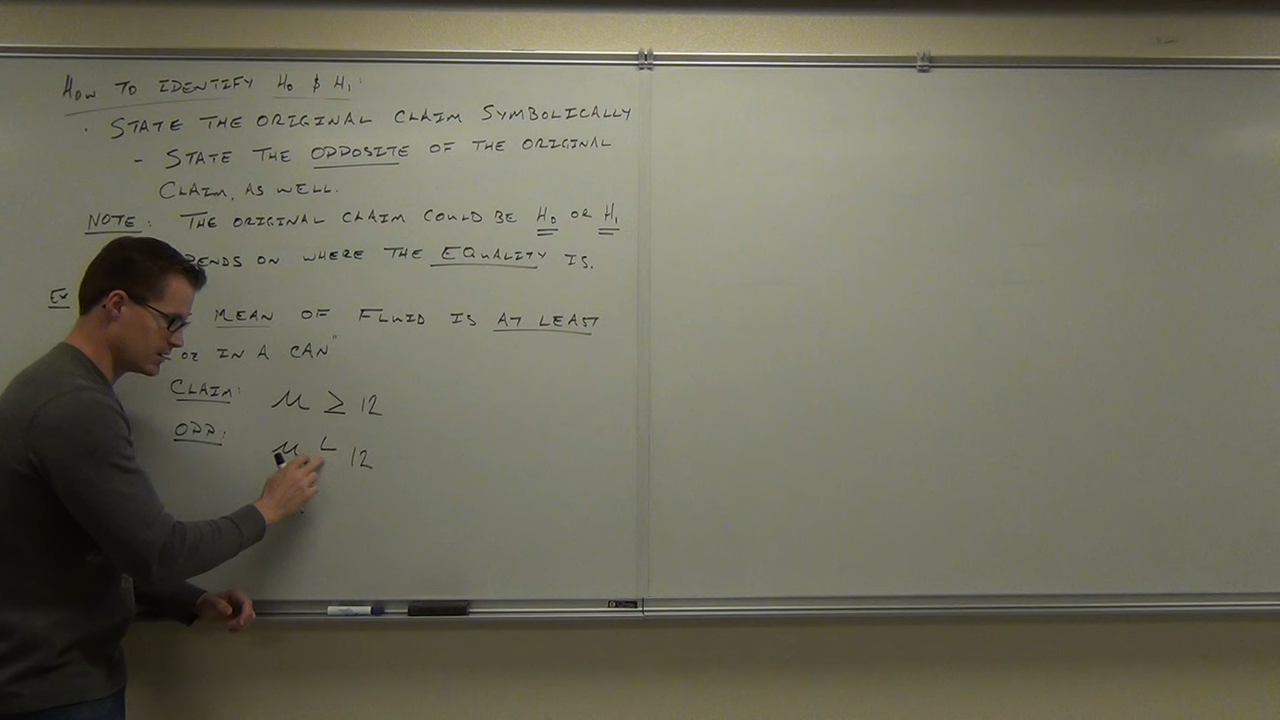 HOW TO IDENTIFY H0 & H1:
· STATE THE ORIGINAL CLAIM SYMBOLICALLY
- STATE THE OPPOSITE OF THE ORIGINAL
CLAIM, AS WELL.
NOTE: THE ORIGINAL CLAIM COULD BE H0 OR H1
PENDS ON WHERE THE EQUALITY IS.
EX
MEAN OF FLUID IS AT LEAST
OZ IN A CAN"
CLAIM: μ ≥ 12
OPP: μ < 12